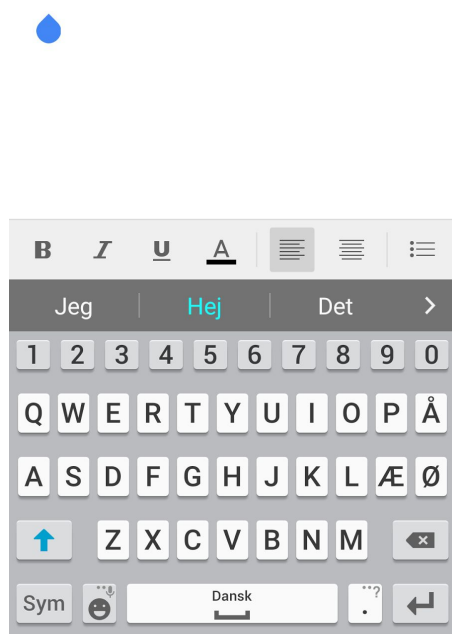 B I U A
Jeg Hej Det
1 2 3 4 5 6 7 8 9 0
Q W E R T Y U I O P Å
A S D F G H J K L Æ Ø
Z X C V B N M
Sym Dansk . ?